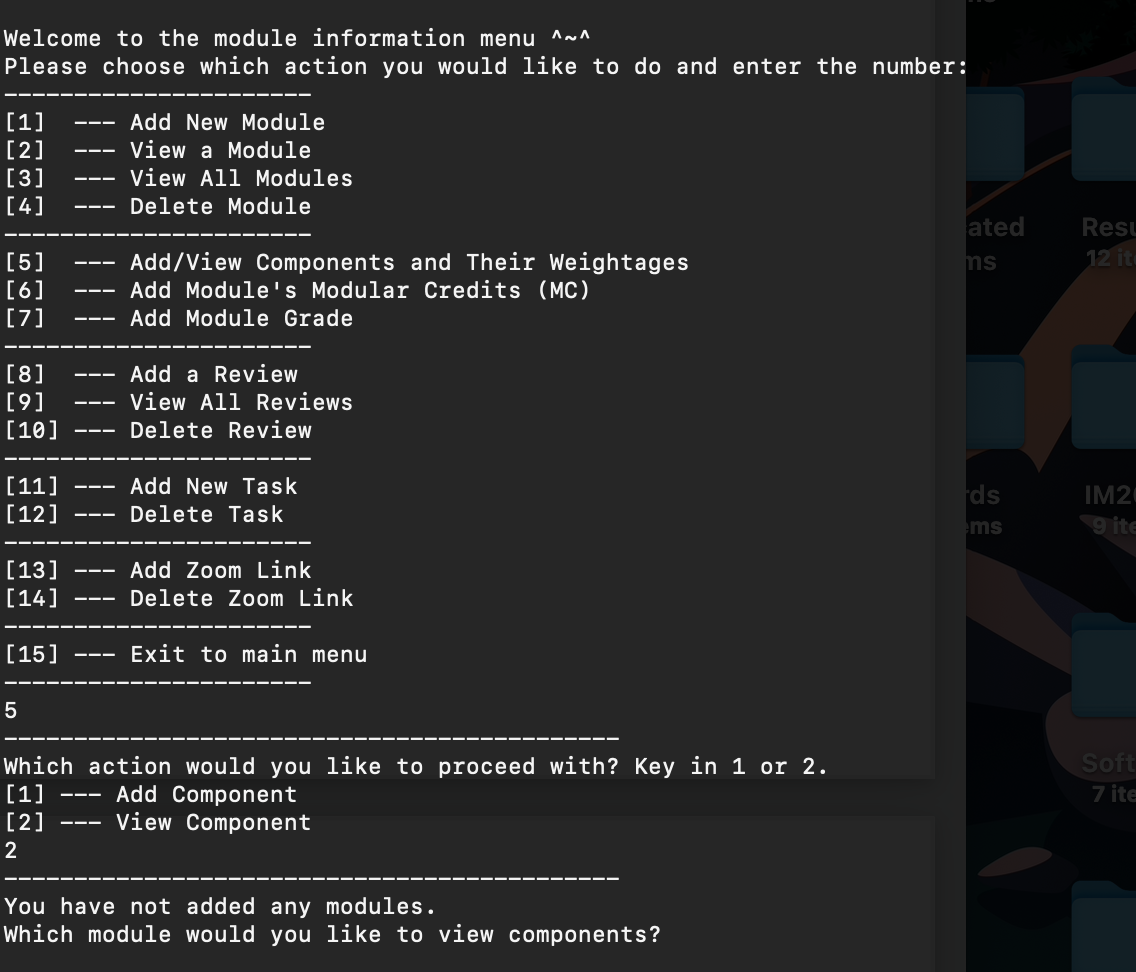 Welcome to the module information menu ^~^
Please choose which action you would like to do and enter the number:
----------------------
[1]  --- Add New Module
[2]  --- View a Module
[3]  --- View All Modules
[4]  --- Delete Module
----------------------
[5]  --- Add/View Components and Their Weightages
[6]  --- Add Module's Modular Credits (MC)
[7]  --- Add Module Grade
----------------------
[8]  --- Add a Review
[9]  --- View All Reviews
[10] --- Delete Review
----------------------
[11] --- Add New Task
[12] --- Delete Task
----------------------
[13] --- Add Zoom Link
[14] --- Delete Zoom Link
----------------------
[15] --- Exit to main menu
----------------------
5
--------------------------------------------
Which action would you like to proceed with? Key in 1 or 2.
[1] --- Add Component
[2] --- View Component
2
--------------------------------------------
You have not added any modules.
Which module would you like to view components?
ated
ms
Resu
12 ite
rds
ems
IM20
9 ite
Soft
7 ite